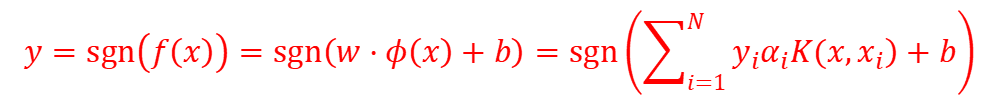 y = sgn(f(x)) = sgn(w · ϕ(x) + b) = sgn(∑_{i=1}^{N} y_i α_i K(x, x_i) + b)